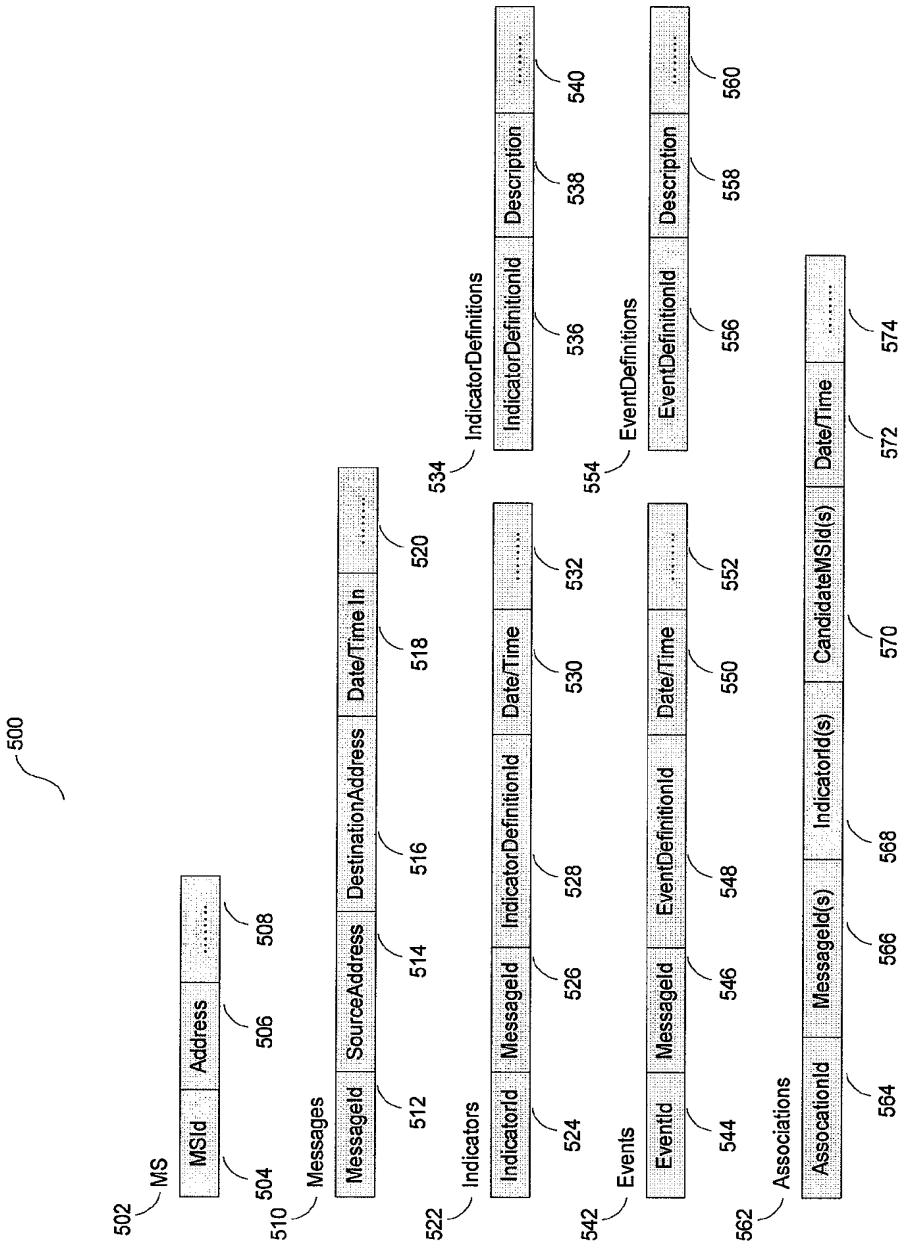 500
502 MS
MSId Address ........
504 506 508
510 Messages
MessageId SourceAddress DestinationAddress Date/Time In ........
512 514 516 518 520
522 Indicators
IndicatorId MessageId IndicatorDefinitionId Date/Time ........
524 526 528 530 532
534 IndicatorDefinitions
IndicatorDefinitionId Description ........
536 538 540
542 Events
EventId MessageId EventDefinitionId Date/Time ........
544 546 548 550 552
554 EventDefinitions
EventDefinitionId Description ........
556 558 560
562 Associations
AssocationId MessageId(s) IndicatorId(s) CandidateMSId(s) Date/Time ........
564 566 568 570 572 574